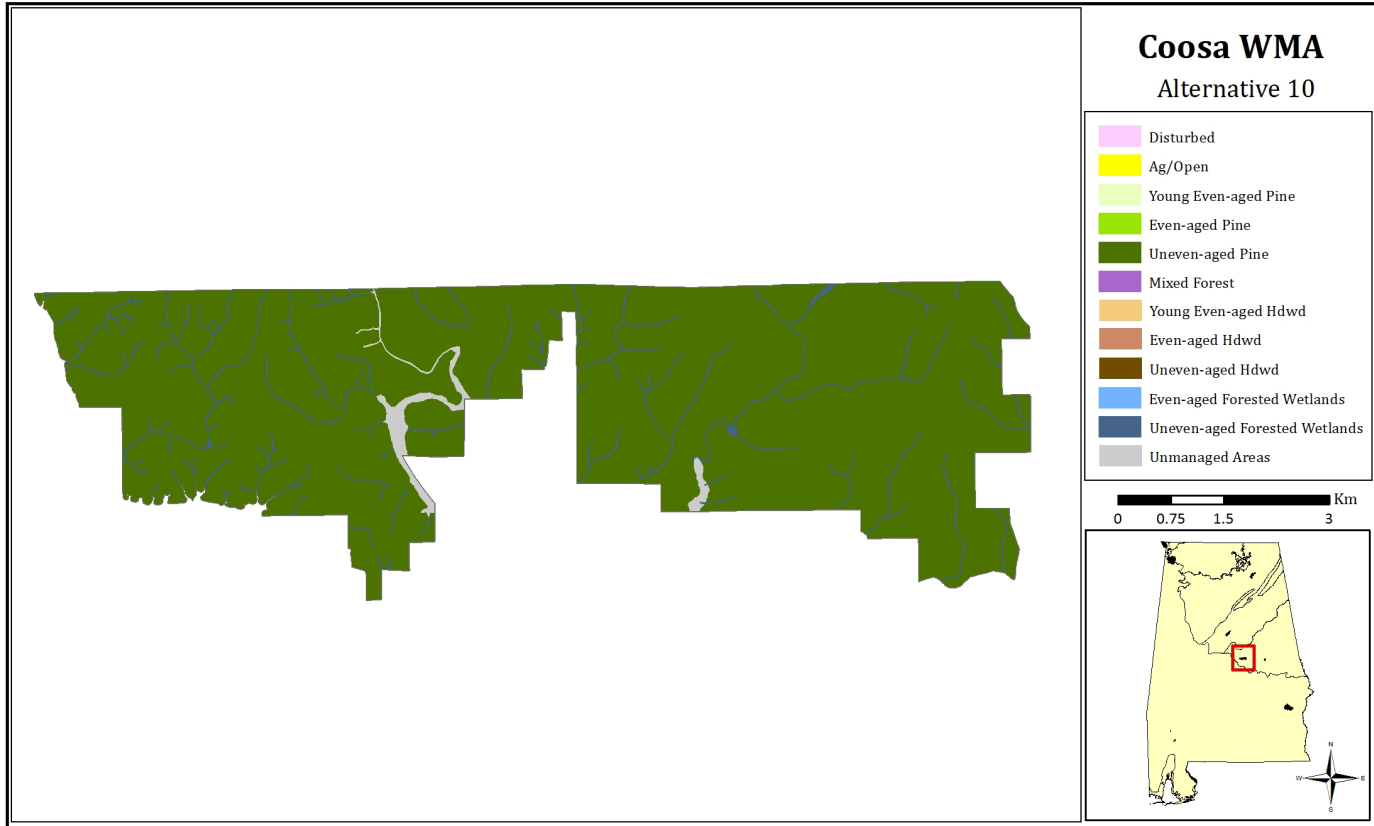 Coosa WMA
Alternative 10
Disturbed
Ag/Open
Young Even-aged Pine
Even-aged Pine
Uneven-aged Pine
Mixed Forest
Young Even-aged Hdwd
Even-aged Hdwd
Uneven-aged Hdwd
Even-aged Forested Wetlands
Uneven-aged Forested Wetlands
Unmanaged Areas
Km
0 0.75 1.5 3
N
W E
S